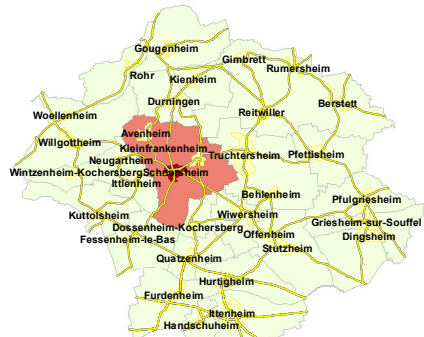 Gougenheim
Gimbrett
Rumersheim
Rohr
Kienheim
Durningen
Berstett
Woellenheim
Reitwiller
Avenheim
Willgottheim
Kleinfrankenheim
Pfettisheim
Truchtersheim
Neugartheim
Wintzenheim-Kochersberg
Schnersheim
Ittlenheim
Behlenheim
Pfulgriesheim
Kuttolsheim
Wiwersheim
Griesheim-sur-Souffel
Dossenheim-Kochersberg
Offenheim
Dingsheim
Fessenheim-le-Bas
Stutzheim
Quatzenheim
Hurtigheim
Furdenheim
Ittenheim
Handschuheim